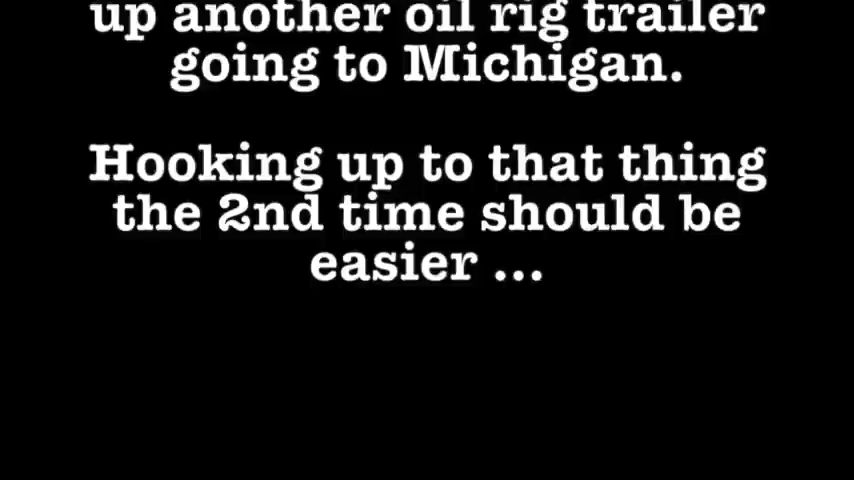 up another oil rig trailer
going to Michigan.
Hooking up to that thing
the 2nd time should be
easier ...